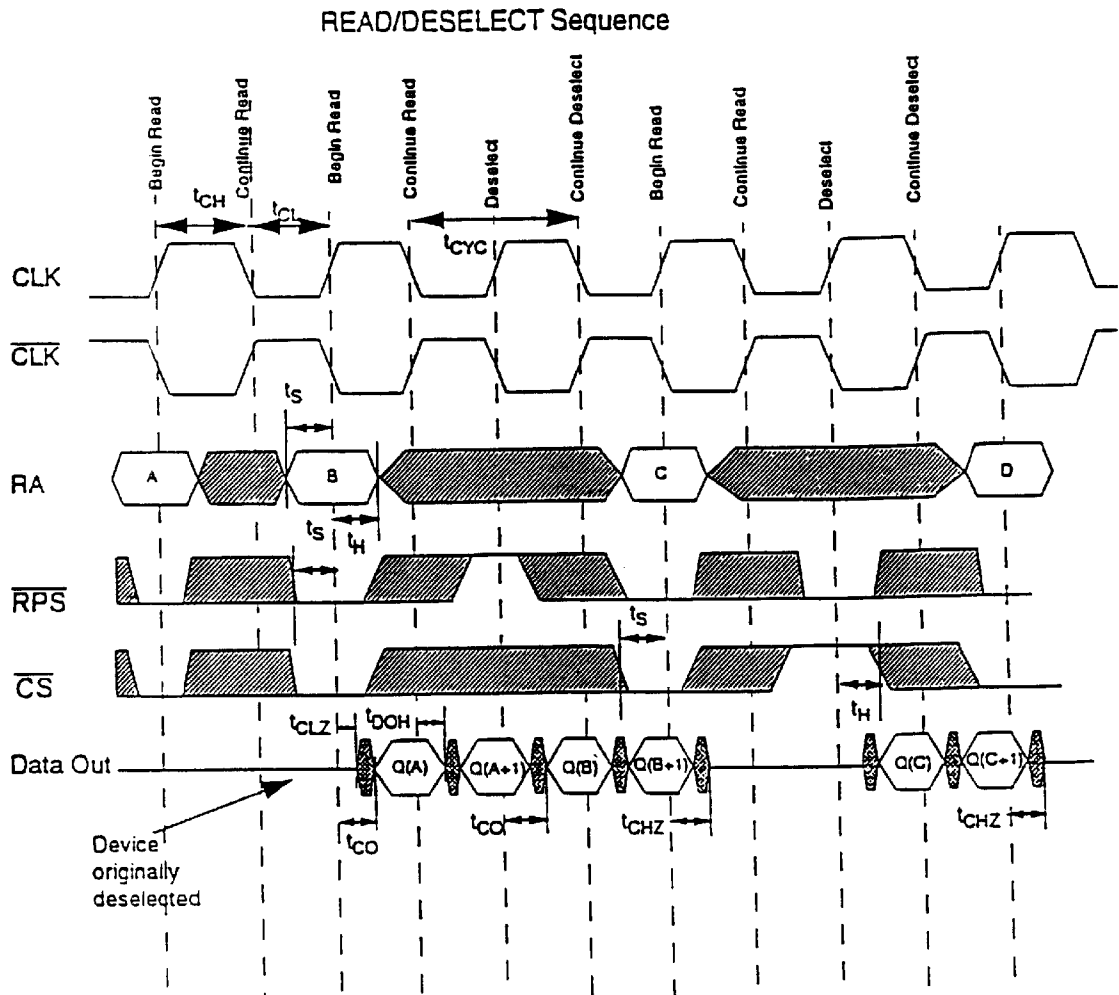 READ/DESELECT Sequence
Begin Read
Continue Read
Begin Read
Continue Read
Deselect
Continue Deselect
Begin Read
Continue Read
Deselect
Continue Deselect
tCH
tCL
tCYC
CLK
CLK
tS
RA
A
B
C
D
tS
tH
RPS
tS
CS
tCLZ
tDOH
tH
Data Out
Q(A)
Q(A+1)
Q(B)
Q(B+1)
Q(C)
Q(C+1)
tCO
tCO
tCHZ
tCHZ
Device
originally
deselected